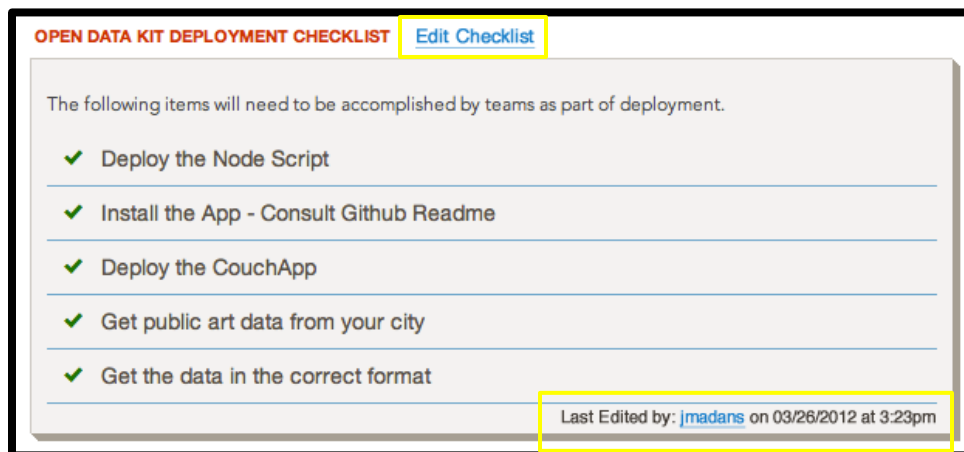 OPEN DATA KIT DEPLOYMENT CHECKLIST Edit Checklist
The following items will need to be accomplished by teams as part of deployment.
Deploy the Node Script
Install the App - Consult Github Readme
Deploy the CouchApp
Get public art data from your city
Get the data in the correct format
Last Edited by: jmadans on 03/26/2012 at 3:23pm